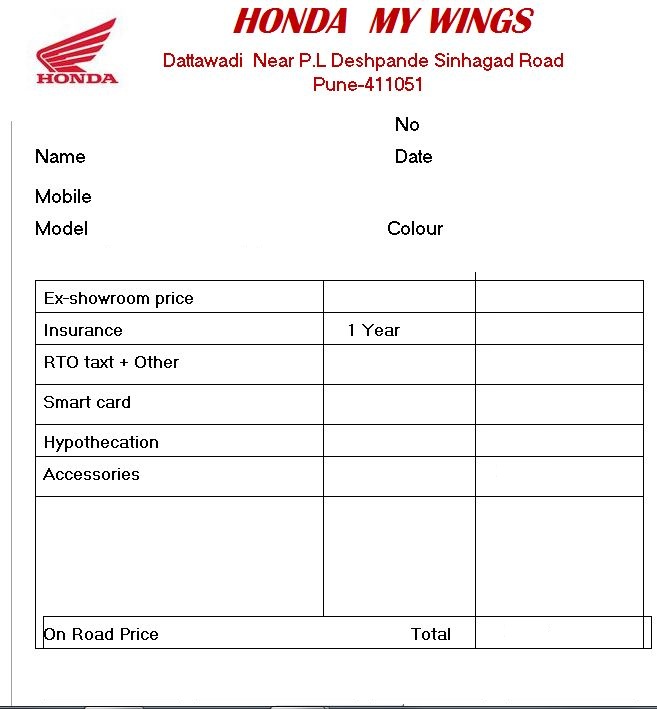 HONDA MY WINGS
HONDA
Dattawadi Near P.L Deshpande Sinhagad Road
Pune-411051
No
Name Date
Mobile
Model Colour
Ex-showroom price
Insurance 1 Year
RTO taxt + Other
Smart card
Hypothecation
Accessories
On Road Price Total